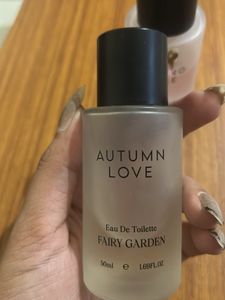 AUTUMN
LOVE
Eau De Toilette
FAIRY GARDEN
50ml e 1.69FL.OZ